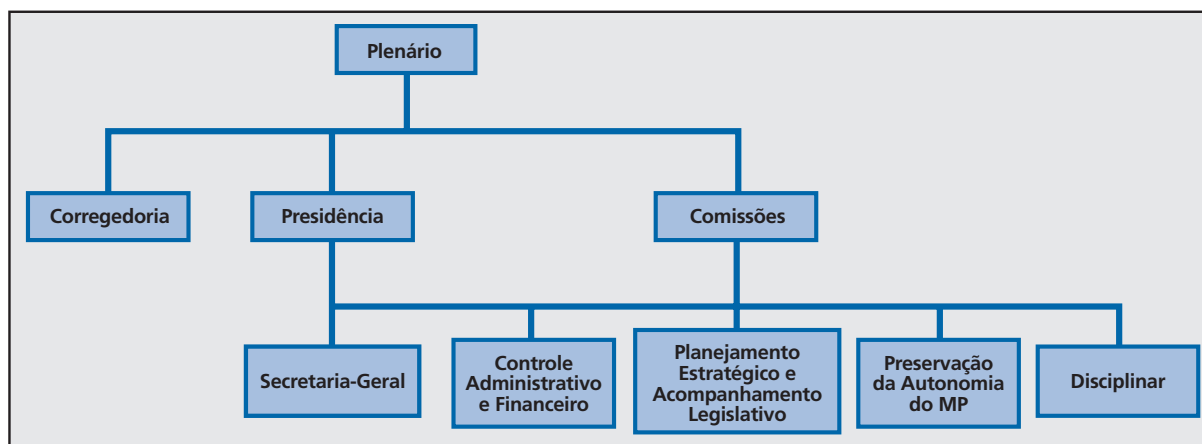 Plenário
Corregedoria
Presidência
Comissões
Secretaria-Geral
Controle
Administrativo
e Financeiro
Planejamento
Estratégico e
Acompanhamento
Legislativo
Preservação
da Autonomia
do MP
Disciplinar